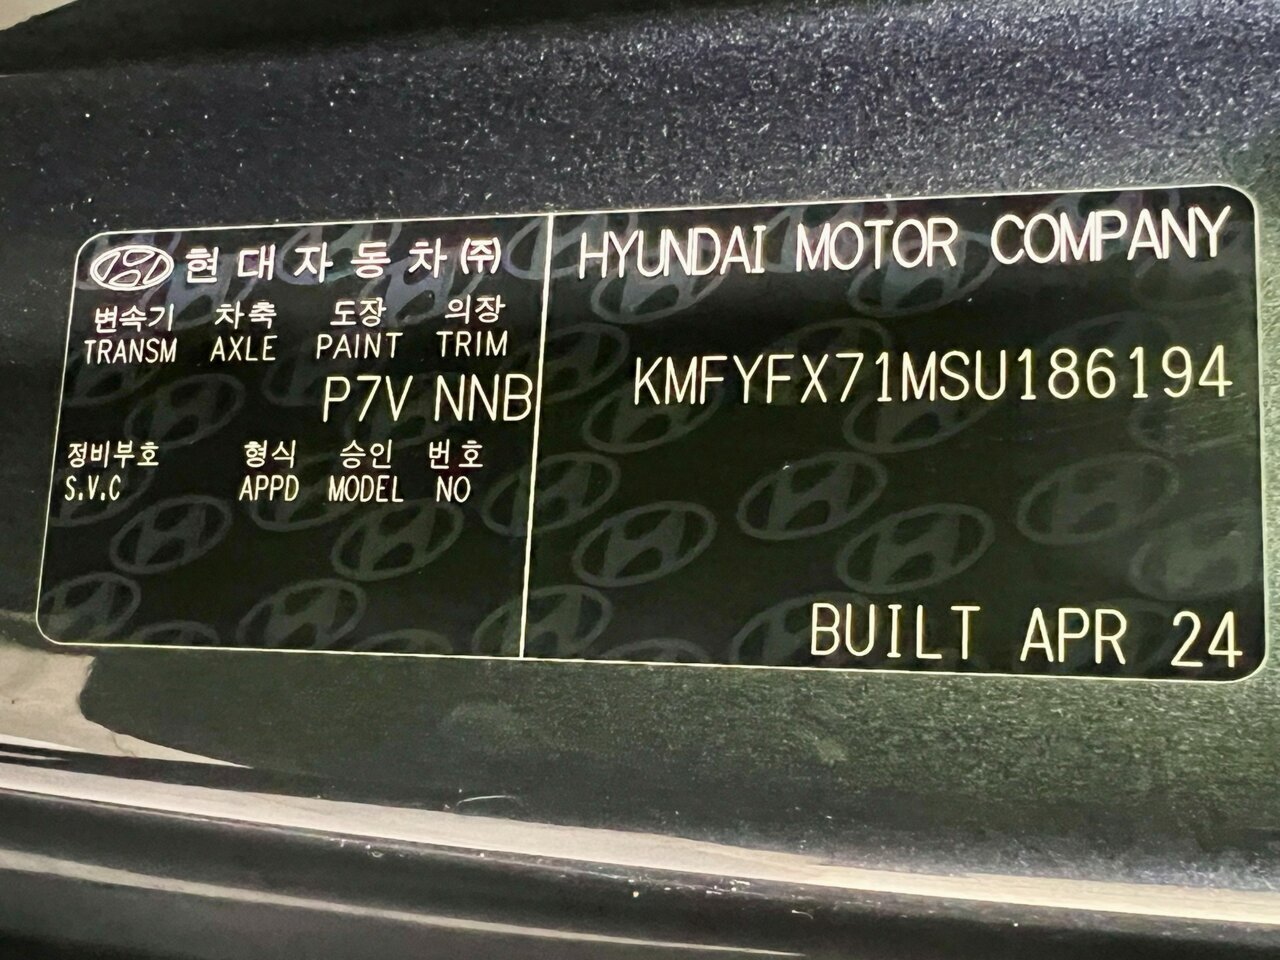 현대자동차㈜
변속기 차축 도장 의장
TRANSM AXLE PAINT TRIM
P7V NNB
정비부호 형식 승인 번호
S.V.C APPD MODEL NO
HYUNDAI MOTOR COMPANY
KMFYFX71MSU186194
BUILT APR 24